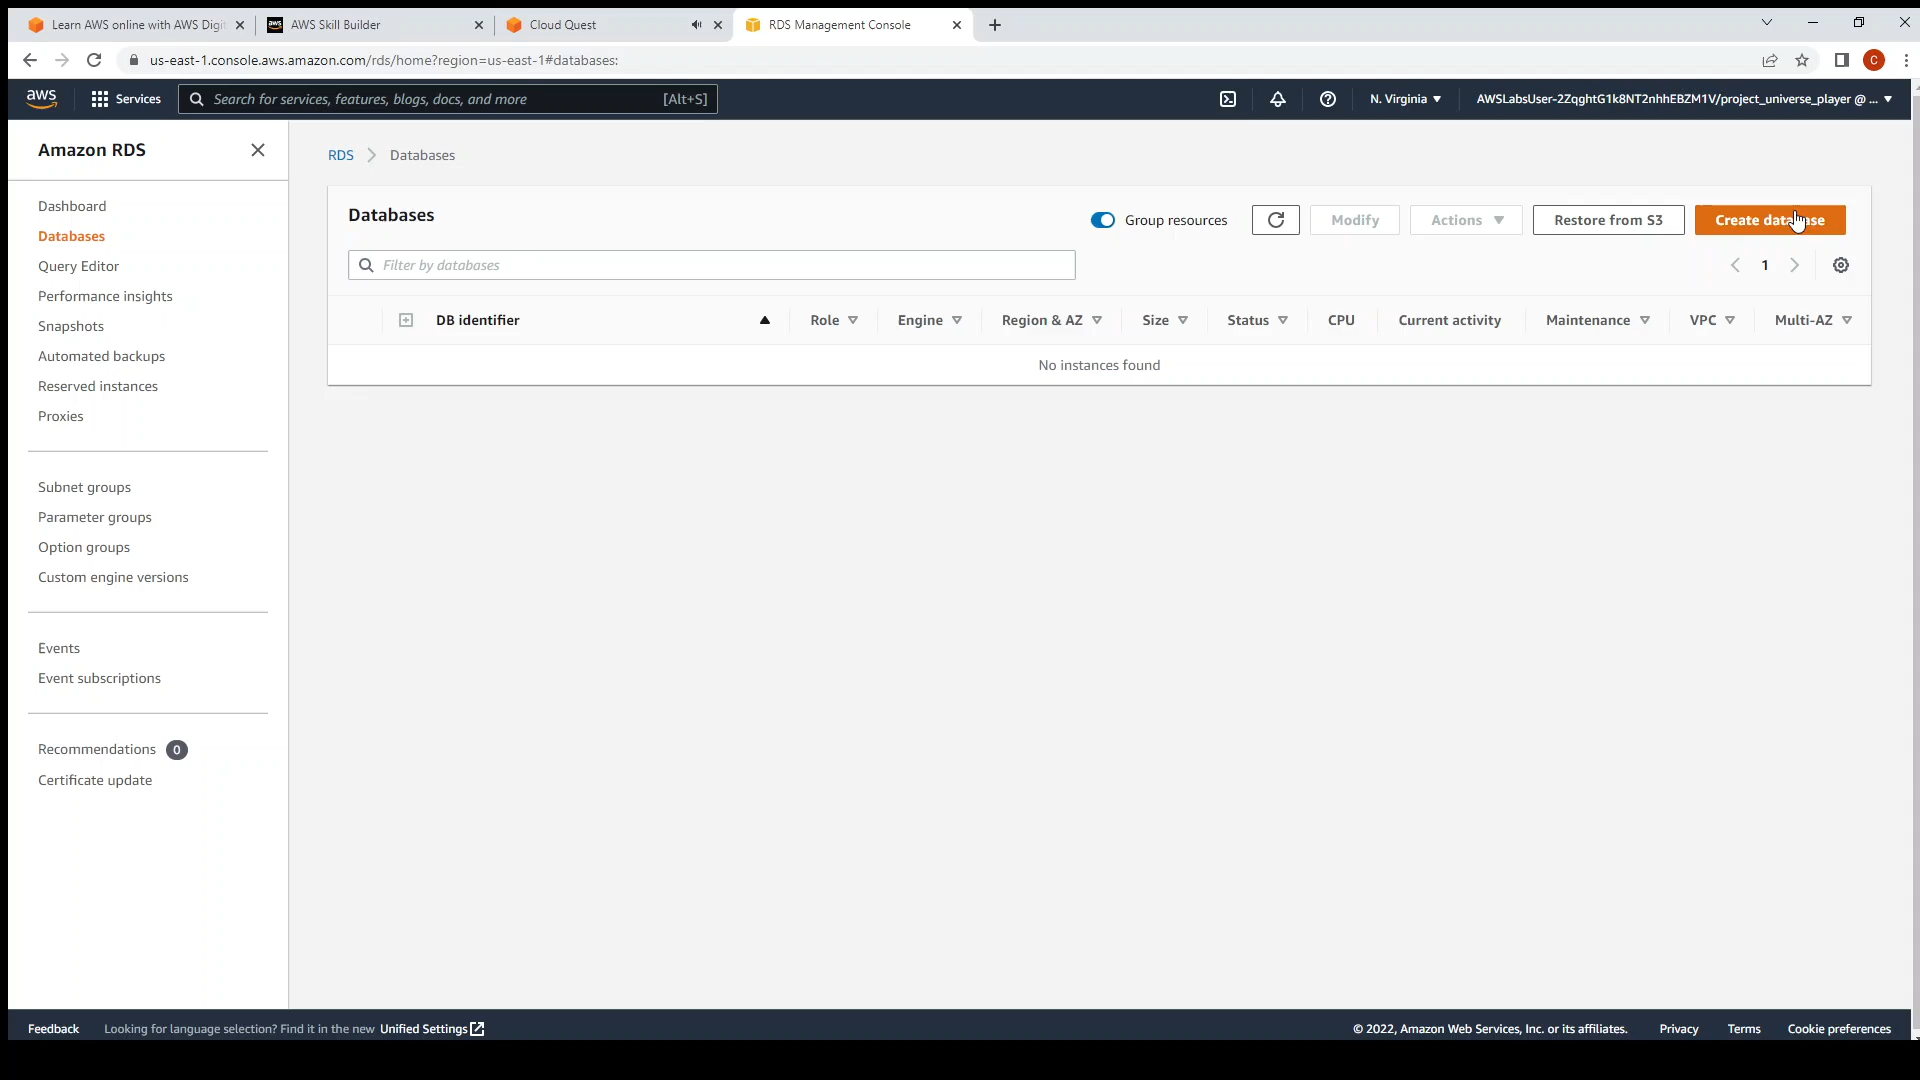 Learn AWS online with AWS Digi
AWS Skill Builder
Cloud Quest
RDS Management Console
us-east-1.console.aws.amazon.com/rds/home?region=us-east-1#databases:
C
aws
Services
Search for services, features, blogs, docs, and more
[Alt+S]
N. Virginia
AWSLabsUser-2ZqghtG1k8NT2nhhEBZM1V/project_universe_player @ ...
Amazon RDS
Dashboard
Databases
Query Editor
Performance insights
Snapshots
Automated backups
Reserved instances
Proxies
Subnet groups
Parameter groups
Option groups
Custom engine versions
Events
Event subscriptions
Recommendations 0
Certificate update
RDS > Databases
Databases
Group resources
Modify
Actions
Restore from S3
Create database
Filter by databases
1
DB identifier
Role
Engine
Region & AZ
Size
Status
CPU
Current activity
Maintenance
VPC
Multi-AZ
No instances found
Feedback
Looking for language selection? Find it in the new Unified Settings
© 2022, Amazon Web Services, Inc. or its affiliates.
Privacy
Terms
Cookie preferences